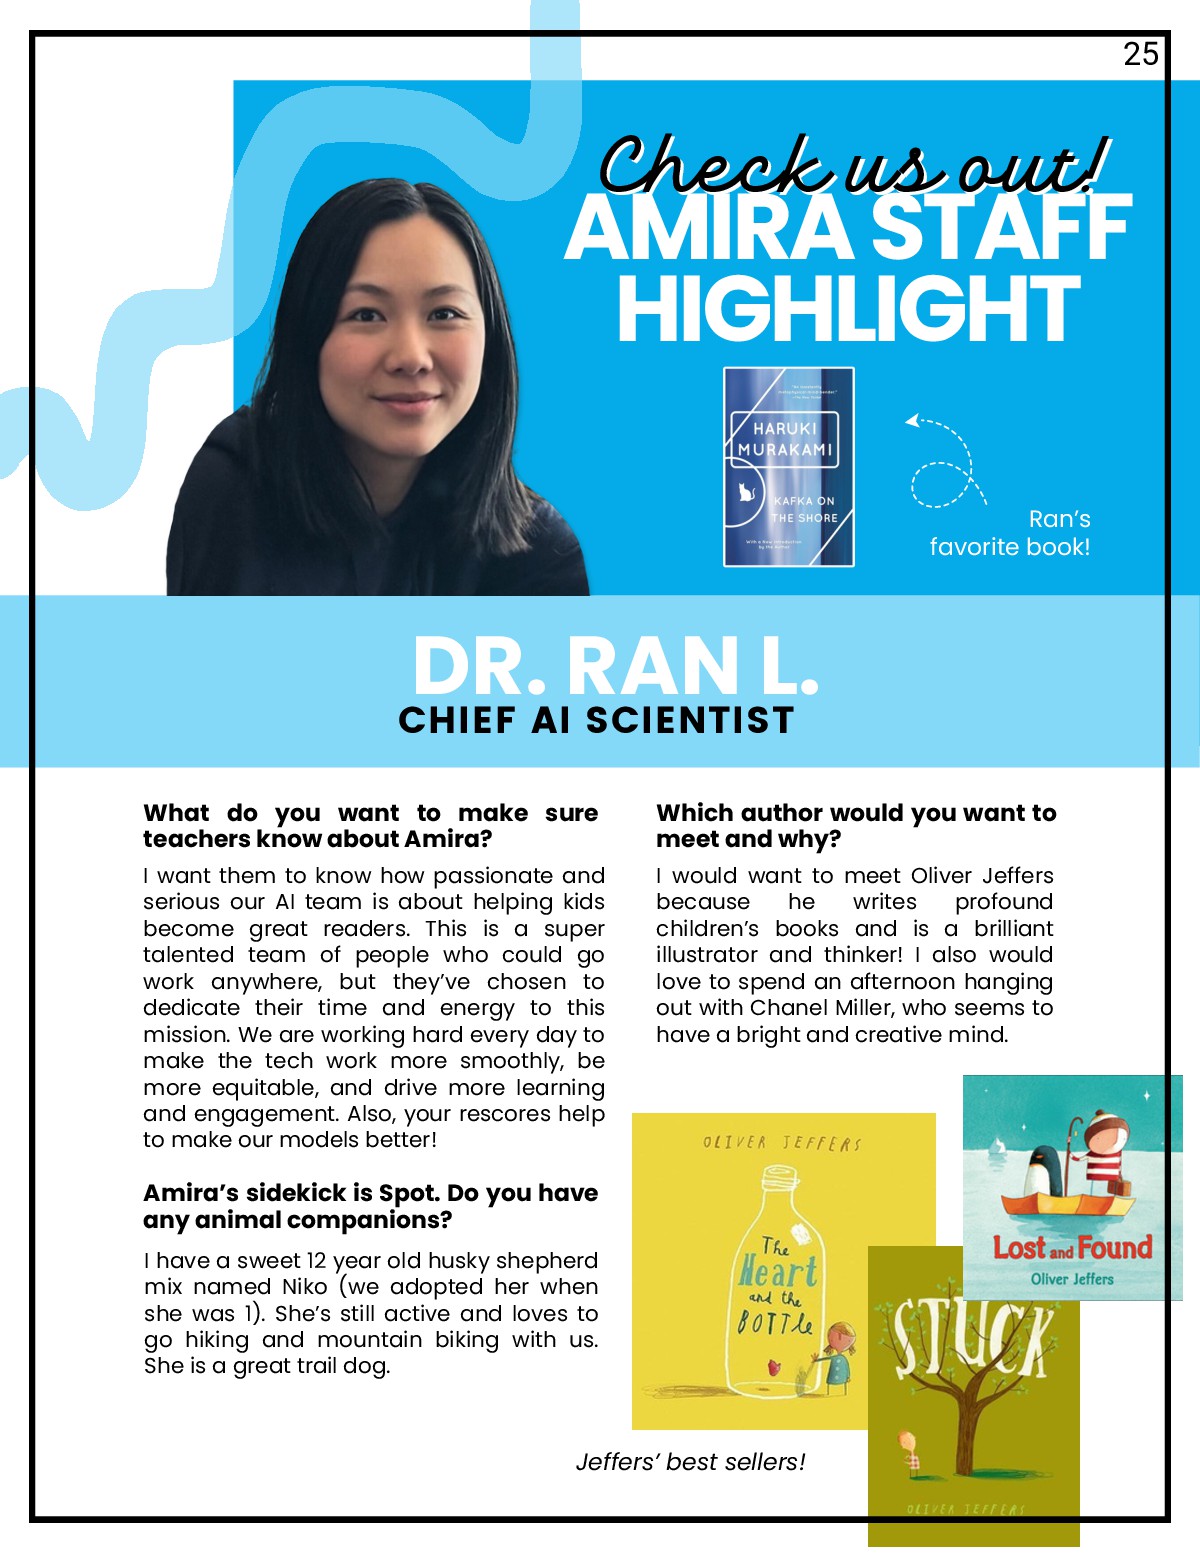 25
Check us out!
AMIRA STAFF
HIGHLIGHT
HARUKI
MURAKAMI
KAFKA ON
THE SHORE
With a New Introduction
by the Author
Ran's
favorite book!
DR. RAN L.
CHIEF AI SCIENTIST
What do you want to make sure
teachers know about Amira?
I want them to know how passionate and
serious our AI team is about helping kids
become great readers. This is a super
talented team of people who could go
work anywhere, but they've chosen to
dedicate their time and energy to this
mission. We are working hard every day to
make the tech work more smoothly, be
more equitable, and drive more learning
and engagement. Also, your rescores help
to make our models better!
Amira's sidekick is Spot. Do you have
any animal companions?
I have a sweet 12 year old husky shepherd
mix named Niko (we adopted her when
she was 1). She's still active and loves to
go hiking and mountain biking with us.
She is a great trail dog.
Which author would you want to
meet and why?
I would want to meet Oliver Jeffers
because he writes profound
children's books and is a brilliant
illustrator and thinker! I also would
love to spend an afternoon hanging
out with Chanel Miller, who seems to
have a bright and creative mind.
OLIVER JEFFERS
The
Heart
and the
BOTTLe
Lost and Found
Oliver Jeffers
STUCK
OLIVER JEFFERS
Jeffers' best sellers!